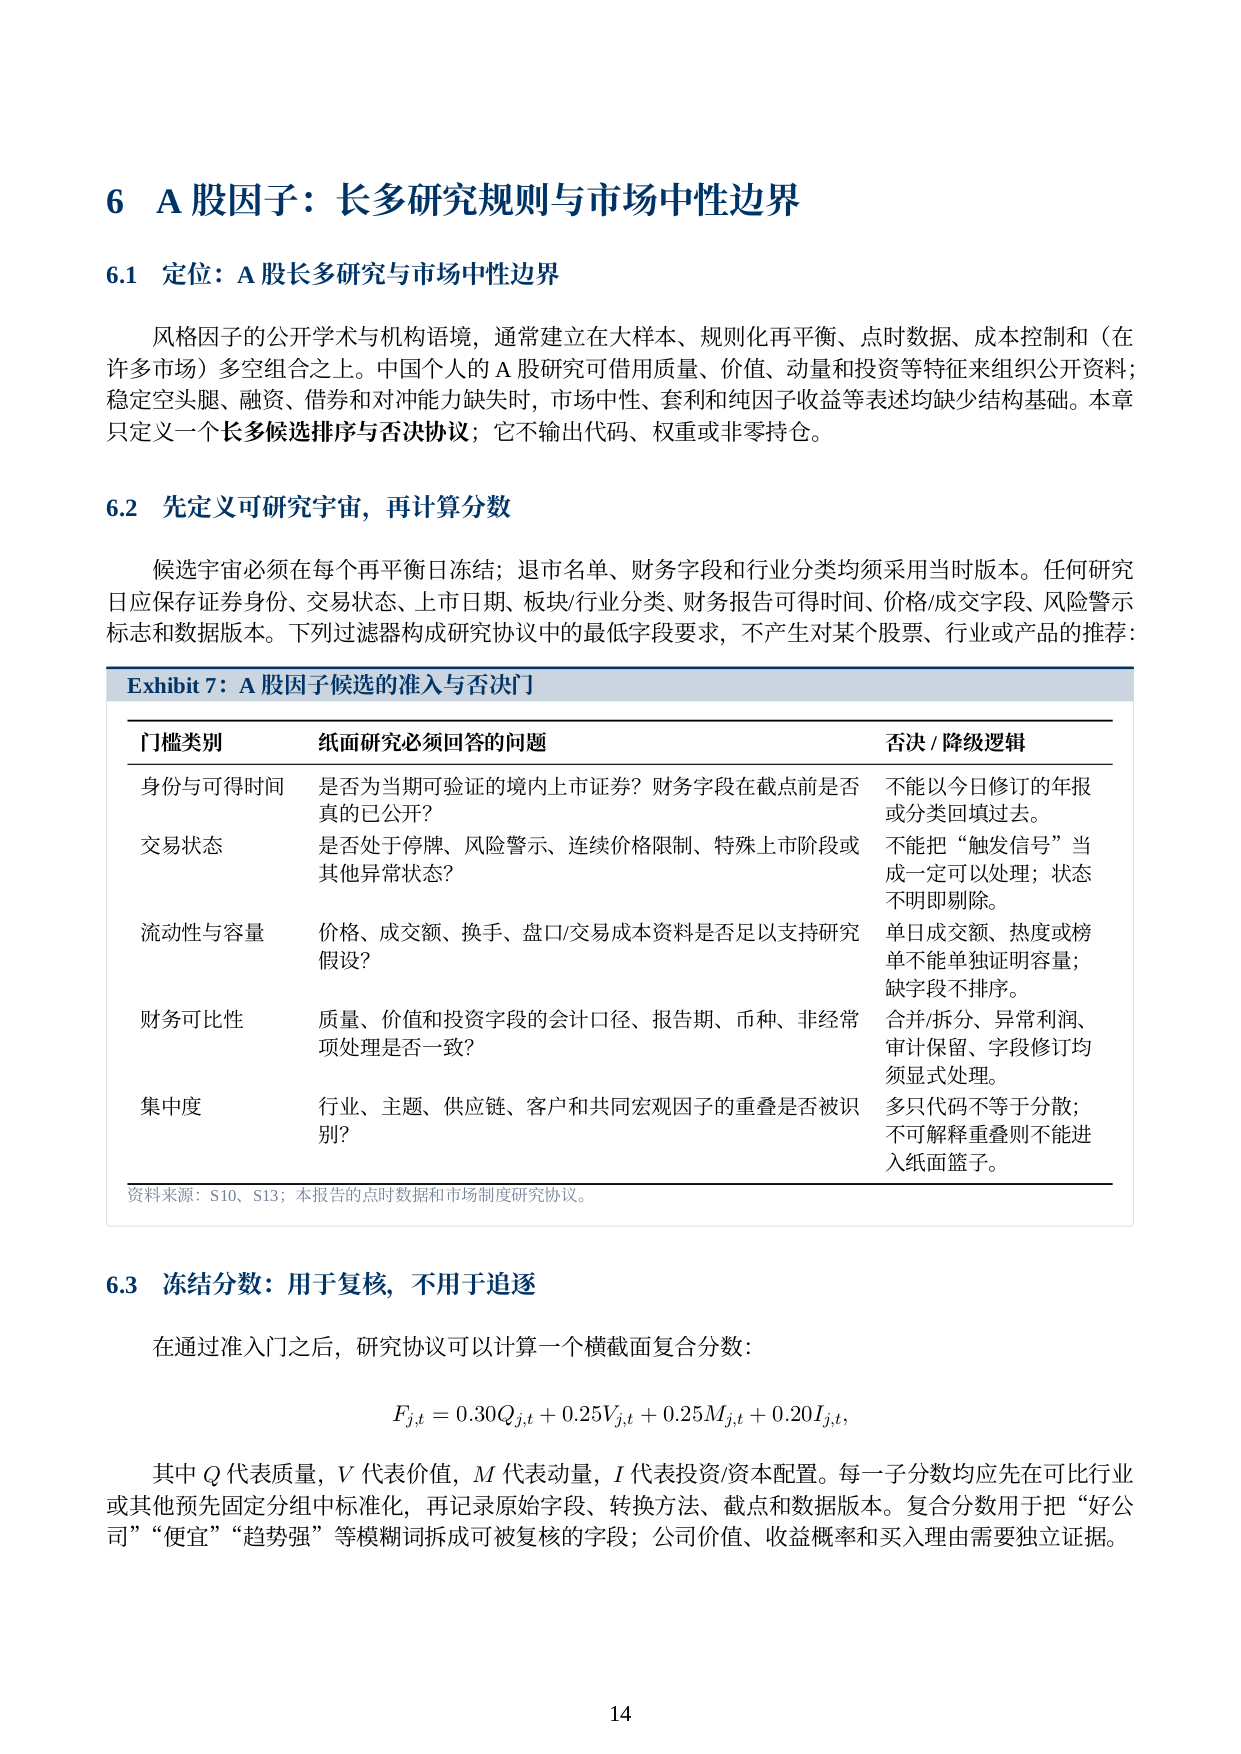 6 A 股因子：长多研究规则与市场中性边界
6.1 定位：A 股长多研究与市场中性边界
风格因子的公开学术与机构语境，通常建立在大样本、规则化再平衡、点时数据、成本控制和（在
许多市场）多空组合之上。中国个人的 A 股研究可借用质量、价值、动量和投资等特征来组织公开资料；
稳定空头腿、融资、借券和对冲能力缺失时，市场中性、套利和纯因子收益等表述均缺少结构基础。本章
只定义一个长多候选排序与否决协议；它不输出代码、权重或非零持仓。
6.2 先定义可研究宇宙，再计算分数
候选宇宙必须在每个再平衡日冻结；退市名单、财务字段和行业分类均须采用当时版本。任何研究
日应保存证券身份、交易状态、上市日期、板块/行业分类、财务报告可得时间、价格/成交字段、风险警示
标志和数据版本。下列过滤器构成研究协议中的最低字段要求，不产生对某个股票、行业或产品的推荐：
Exhibit 7：A 股因子候选的准入与否决门
门槛类别 纸面研究必须回答的问题 否决 / 降级逻辑
身份与可得时间 是否为当期可验证的境内上市证券？财务字段在截点前是否 不能以今日修订的年报
真的已公开？ 或分类回填过去。
交易状态 是否处于停牌、风险警示、连续价格限制、特殊上市阶段或 不能把“触发信号”当
其他异常状态？ 成一定可以处理；状态
不明即剔除。
流动性与容量 价格、成交额、换手、盘口/交易成本资料是否足以支持研究 单日成交额、热度或榜
假设？ 单不能单独证明容量；
缺字段不排序。
财务可比性 质量、价值和投资字段的会计口径、报告期、币种、非经常 合并/拆分、异常利润、
项处理是否一致？ 审计保留、字段修订均
须显式处理。
集中度 行业、主题、供应链、客户和共同宏观因子的重叠是否被识 多只代码不等于分散；
别？ 不可解释重叠则不能进
入纸面篮子。
资料来源：S10、S13；本报告的点时数据和市场制度研究协议。
6.3 冻结分数：用于复核，不用于追逐
在通过准入门之后，研究协议可以计算一个横截面复合分数：
F_{j,t} = 0.30Q_{j,t} + 0.25V_{j,t} + 0.25M_{j,t} + 0.20I_{j,t},
其中 Q 代表质量，V 代表价值，M 代表动量，I 代表投资/资本配置。每一子分数均应先在可比行业
或其他预先固定分组中标准化，再记录原始字段、转换方法、截点和数据版本。复合分数用于把“好公
司”“便宜”“趋势强”等模糊词拆成可被复核的字段；公司价值、收益概率和买入理由需要独立证据。
14